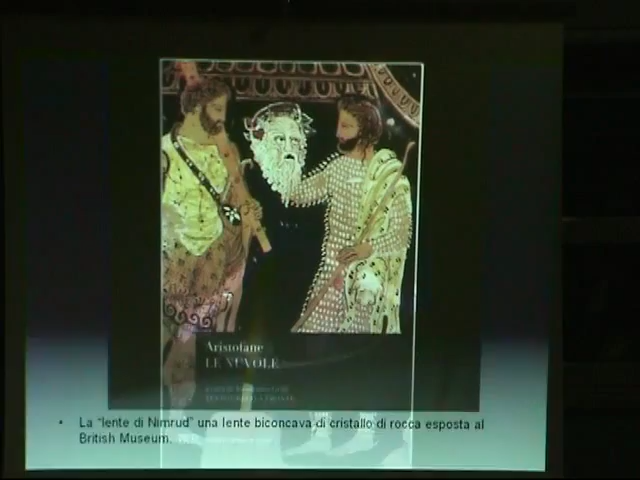 Aristofane
LE NUVOLE
• La "lente di Nimrud" una lente biconcava di cristallo di rocca esposta al
British Museum.